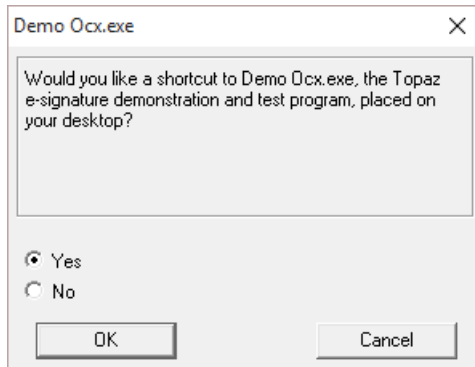 Demo Ocx.exe
Would you like a shortcut to Demo Ocx.exe, the Topaz
e-signature demonstration and test program, placed on
your desktop?
Yes
No
OK
Cancel